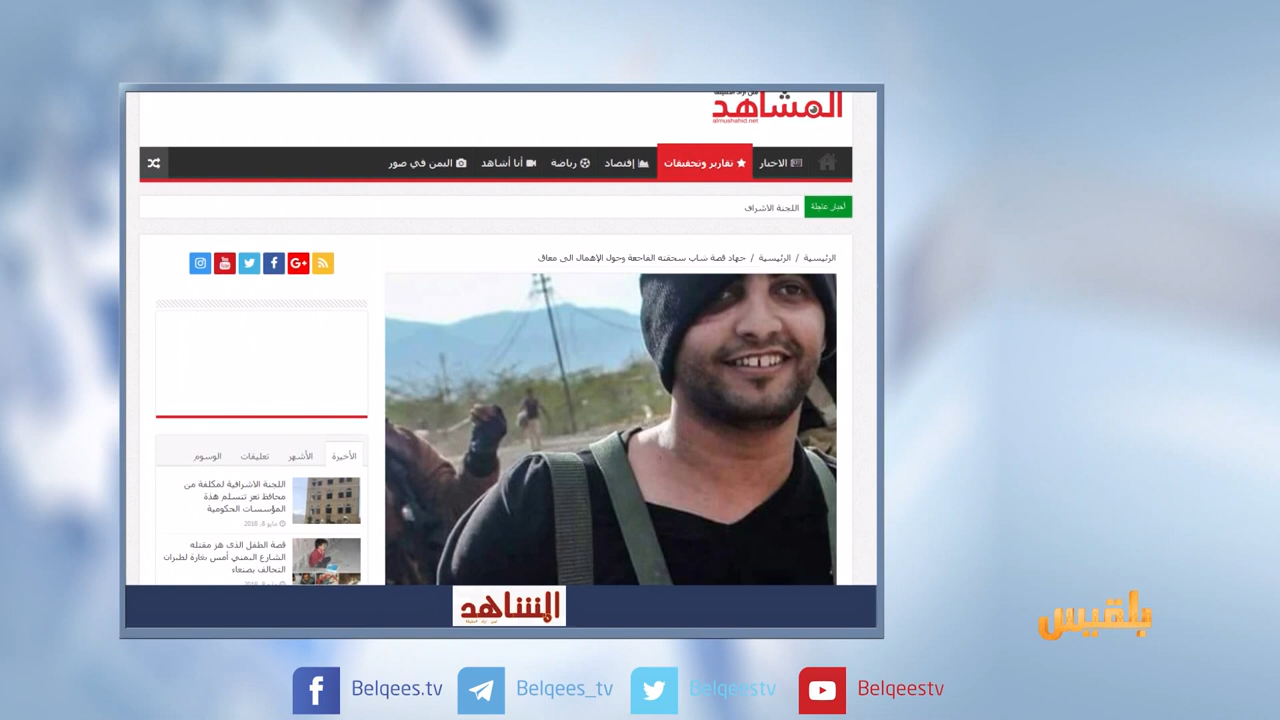 المشاهد
almushahid.net
الاخبار
تقارير وتحقيقات
إقتصاد
رياضة
أنا أشاهد
اليمن في صور
أخبار عاجلة
اللجنة الاشراف
الرئيسية / الرئيسية / جهاد قصة شاب سحقته الفاجعة وحول الإهمال الى معاق
الأخيرة
الأشهر
تعليقات
الوسوم
اللجنة الاشرافية لمكلفة من
محافظ تعز تتسلم هذة
المؤسسات الحكومية
مايو 8, 2018
قصة الطفل الذى هز مقتله
الشارع اليمني أمس بغارة لطيرات
التحالف بصنعاء
المشاهد
بلقيس
Belqees.tv
Belqees_tv
Belqeestv
Belqeestv